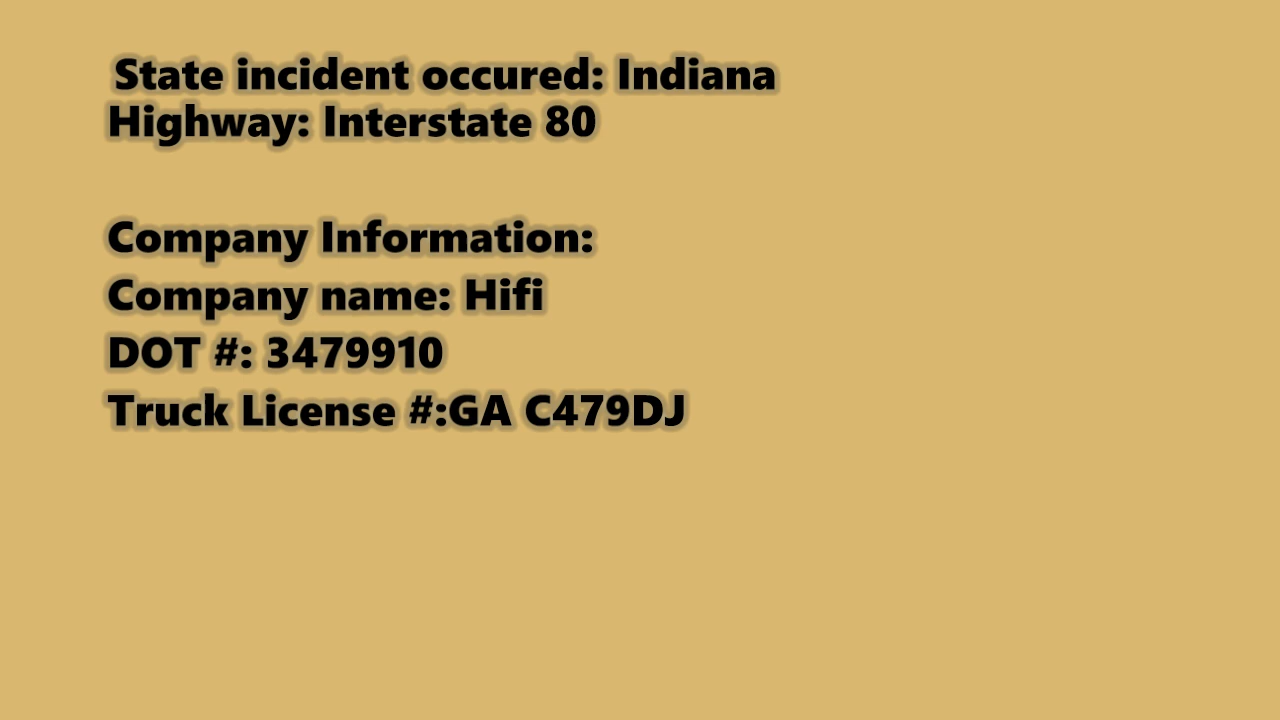 State incident occured: Indiana
Highway: Interstate 80
Company Information:
Company name: Hifi
DOT #: 3479910
Truck License #:GA C479DJ